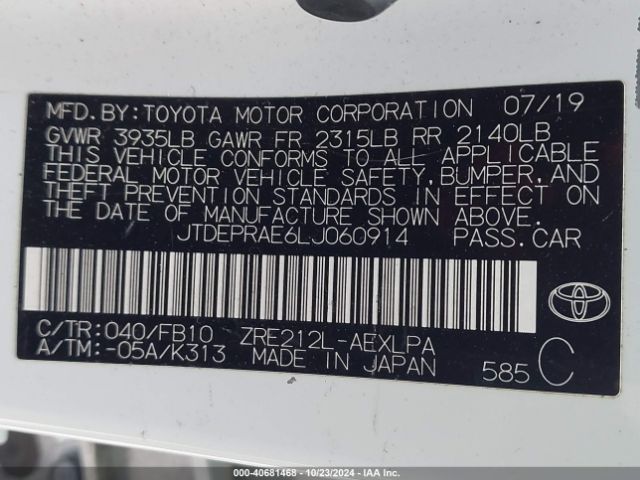 MFD.BY:TOYOTA MOTOR CORPORATION 07/19
GVWR 3935LB GAWR FR 2315LB RR 2140LB
THIS VEHICLE CONFORMS TO ALL APPLICABLE
FEDERAL MOTOR VEHICLE SAFETY,BUMPER,AND
THEFT PREVENTION STANDARDS IN EFFECT ON
THE DATE OF MANUFACTURE SHOWN ABOVE.
JTDEPRAE6LJ060914 PASS.CAR
C/TR:040/FB10 ZRE212L-AEXLPA
A/TM:-05A/K313 MADE IN JAPAN 585 C
000-40681468 - 10/23/2024 - IAA Inc.